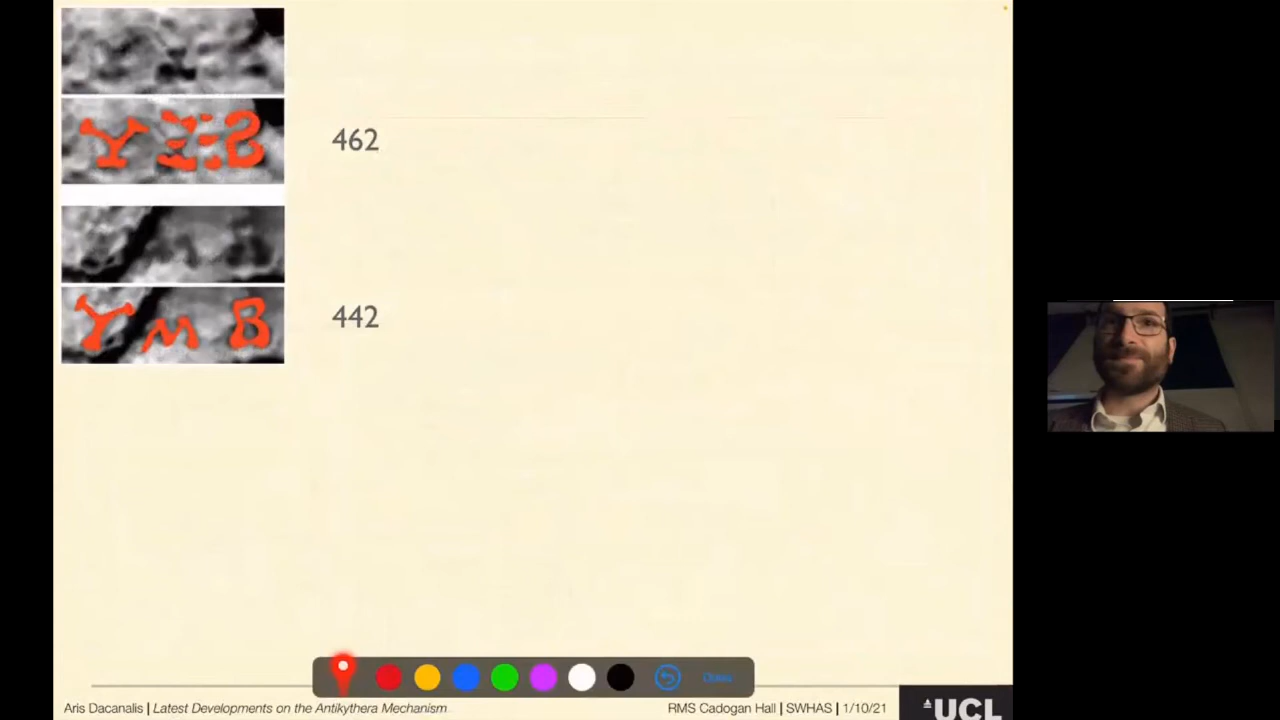 ΥΞΒ
462
ΥΜΒ
442
Done
Aris Dacanalis | Latest Developments on the Antikythera Mechanism
RMS Cadogan Hall | SWHAS | 1/10/21
UCL